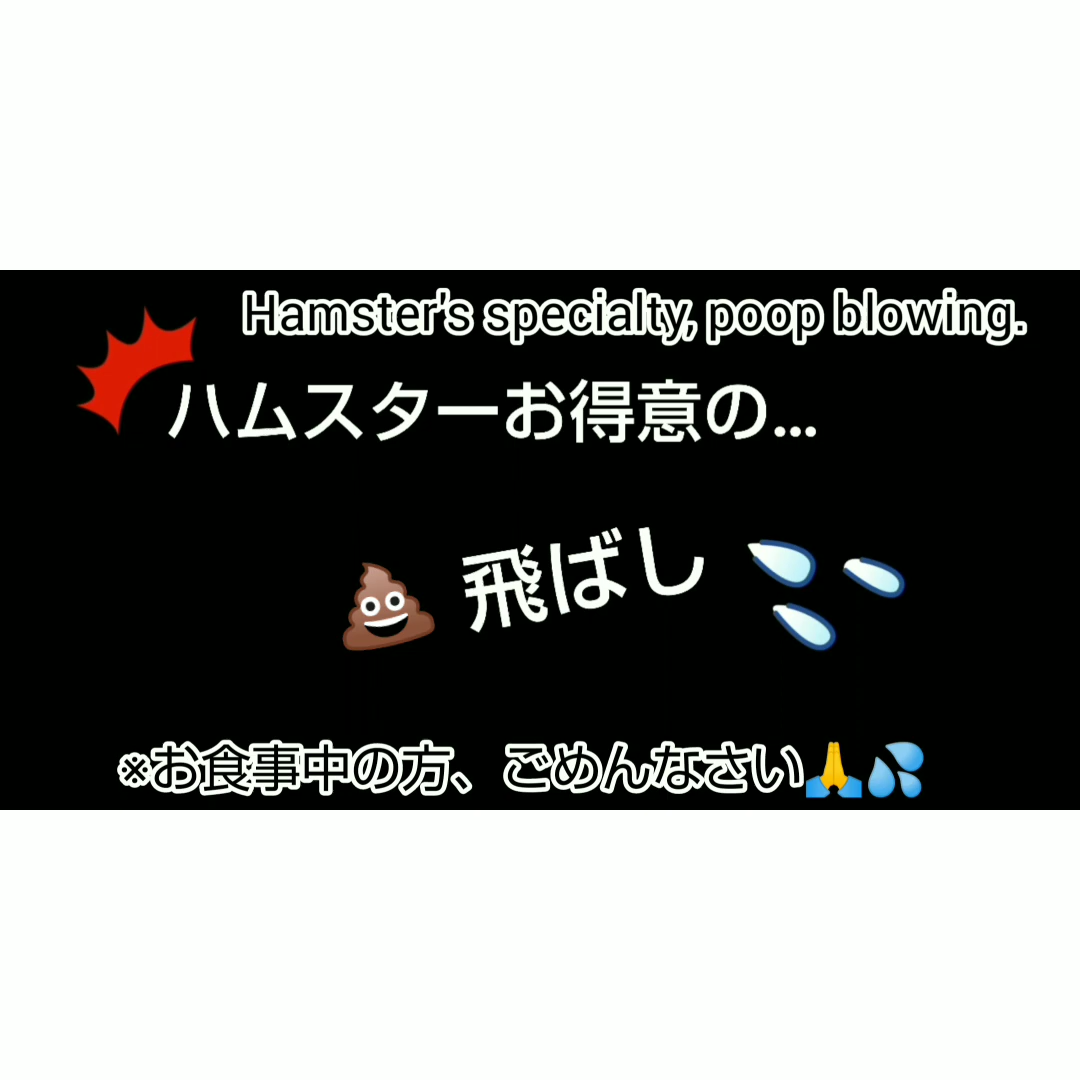 Hamster's specialty, poop blowing.
ハムスターお得意の...
💩 飛ばし
※お食事中の方、ごめんなさい🙏💦